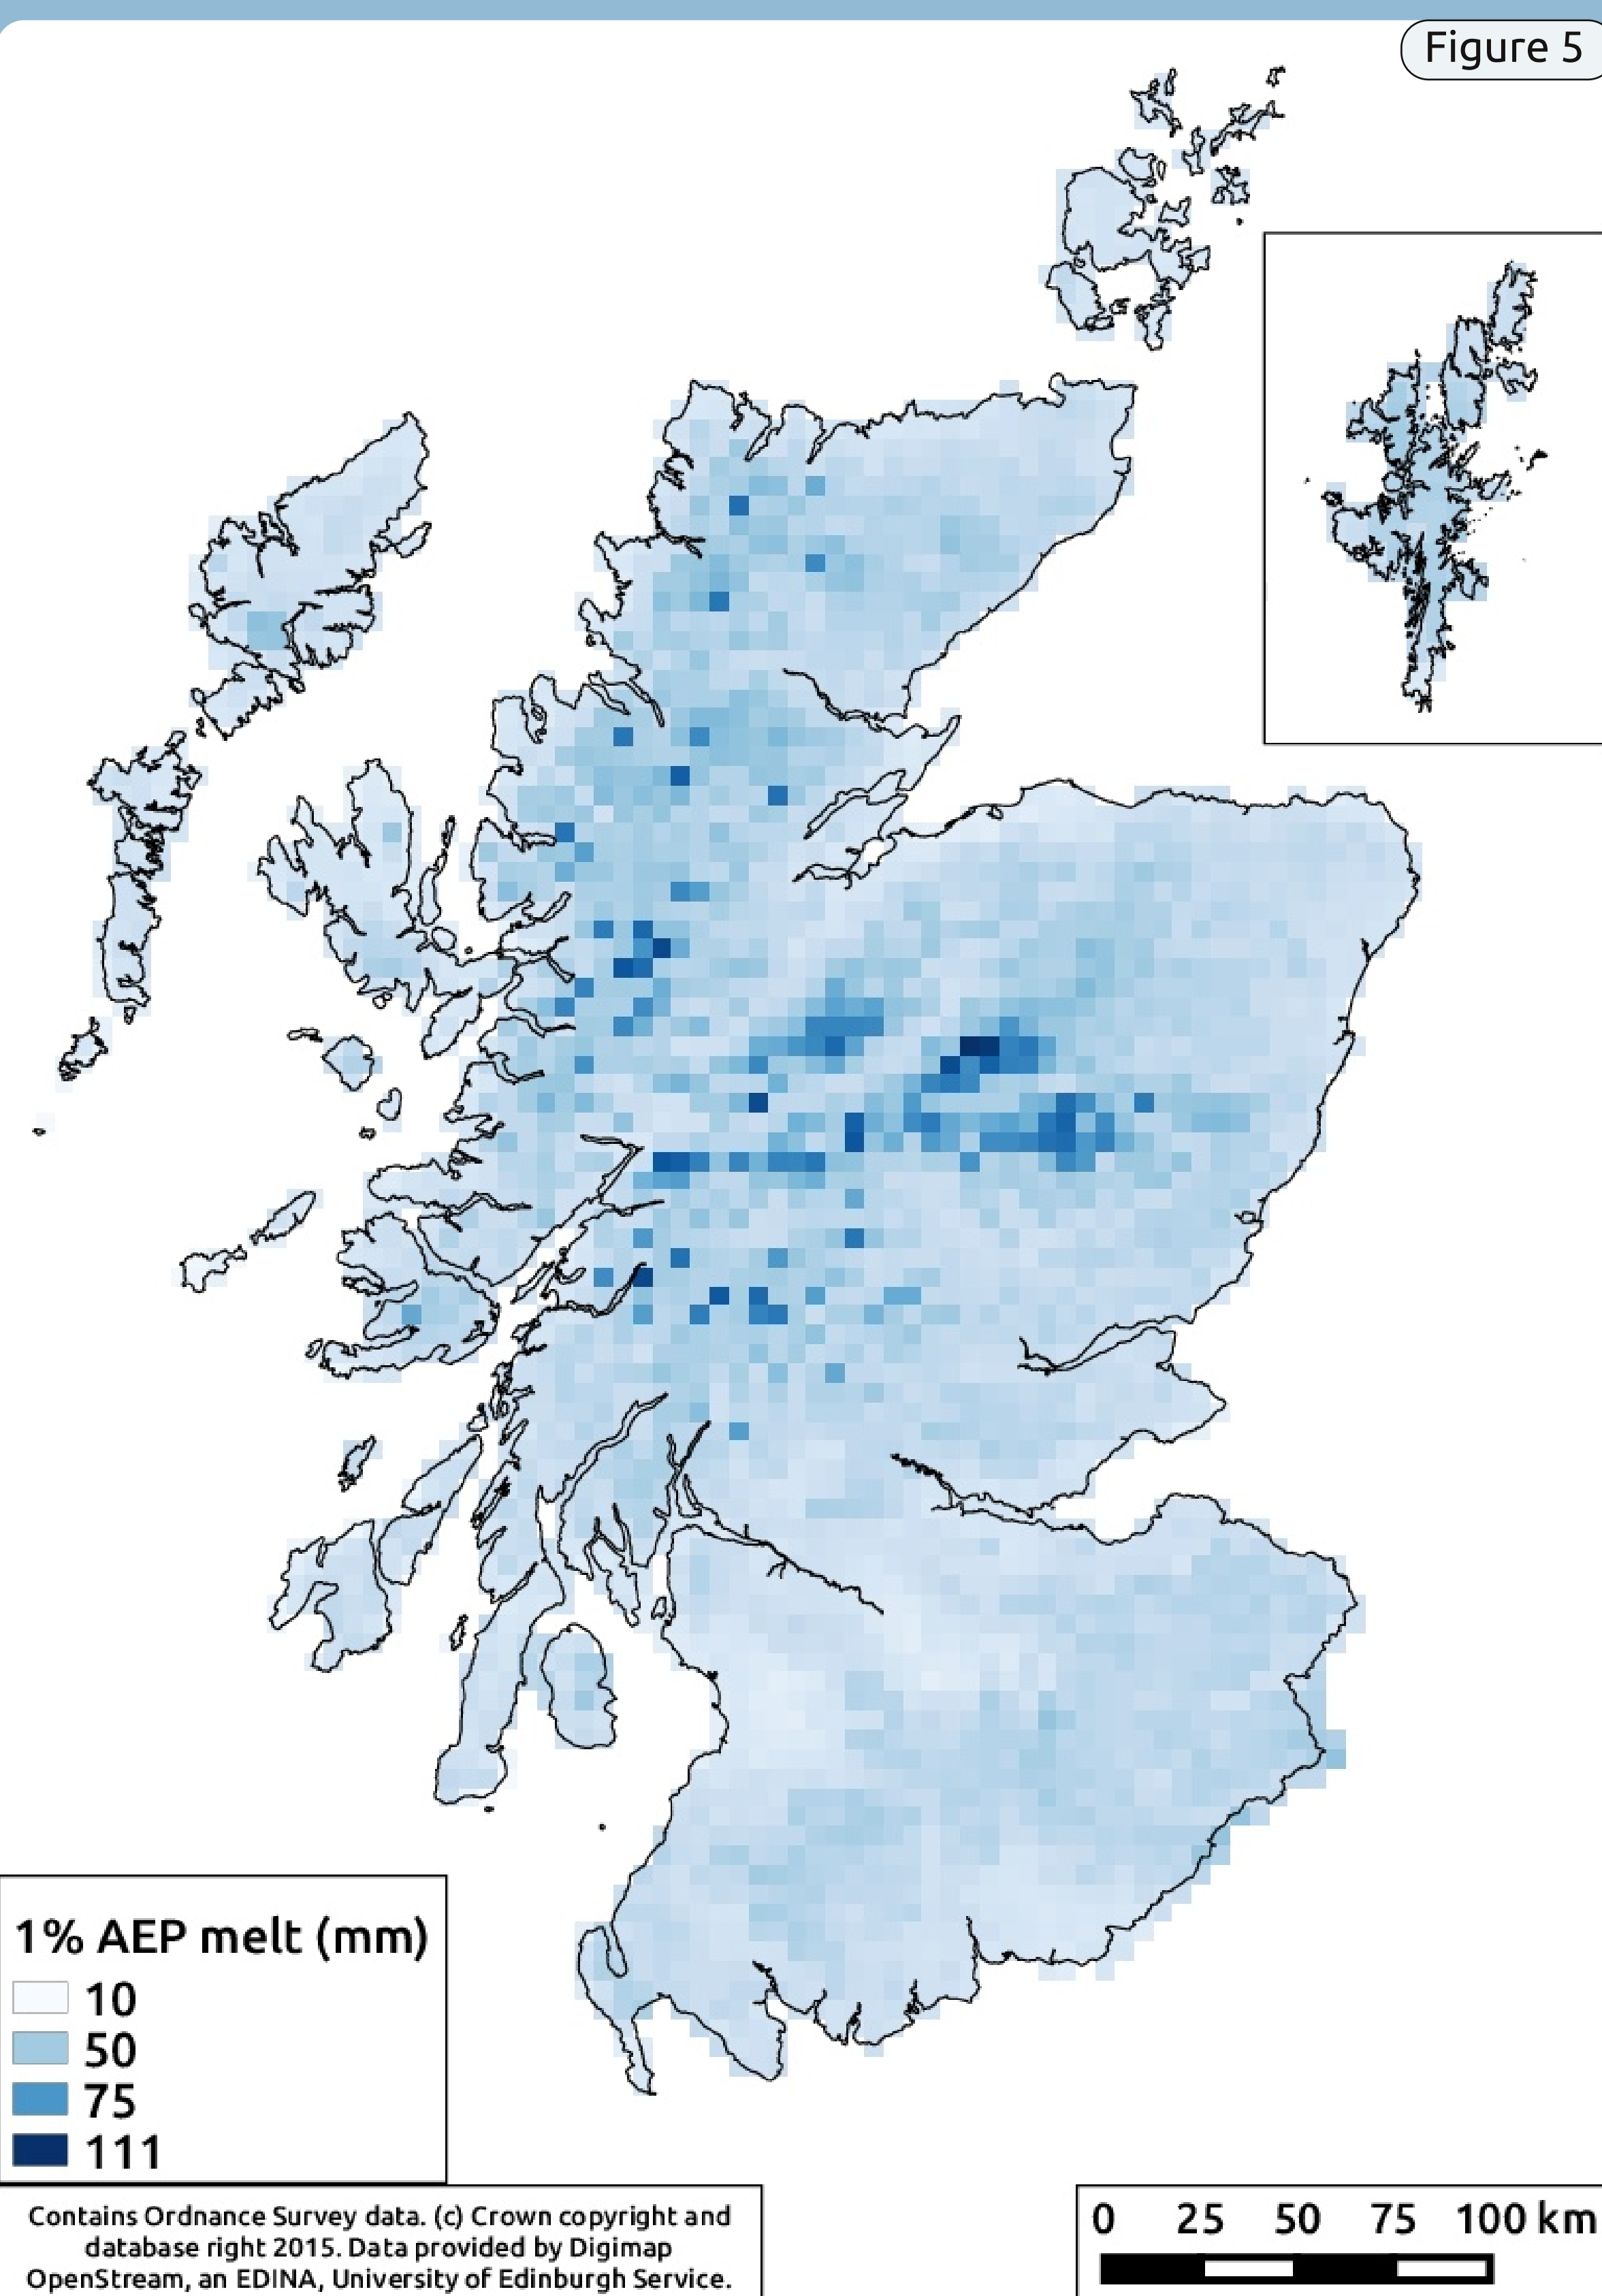 Figure 5
1% AEP melt (mm)
10
50
75
111
Contains Ordnance Survey data. (c) Crown copyright and
database right 2015. Data provided by Digimap
OpenStream, an EDINA, University of Edinburgh Service.
0 25 50 75 100 km